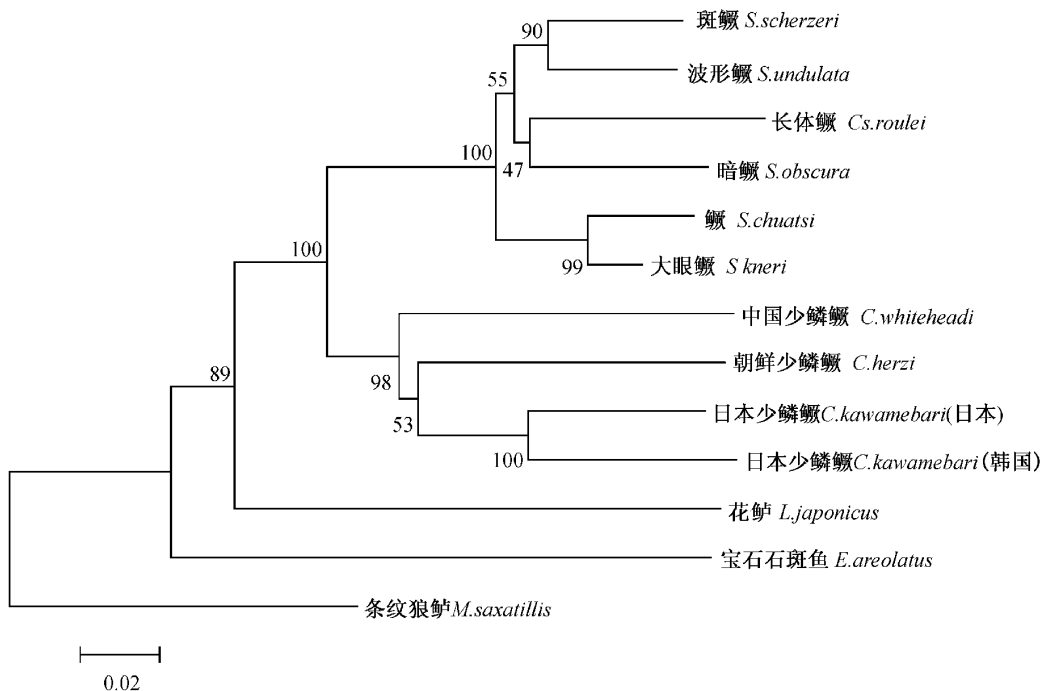 斑鳜 S.scherzeri
90
波形鳜 S.undulata
55
长体鳜 Cs.roulei
100
47
暗鳜 S.obscura
鳜 S.chuatsi
100
99
大眼鳜 S kneri
中国少鳞鳜 C.whiteheadi
朝鲜少鳞鳜 C.herzi
89
98
日本少鳞鳜C.kawamebari(日本)
53
100
日本少鳞鳜C.kawamebari(韩国)
花鲈 L.japonicus
宝石石斑鱼 E.areolatus
条纹狼鲈M.saxatillis
0.02